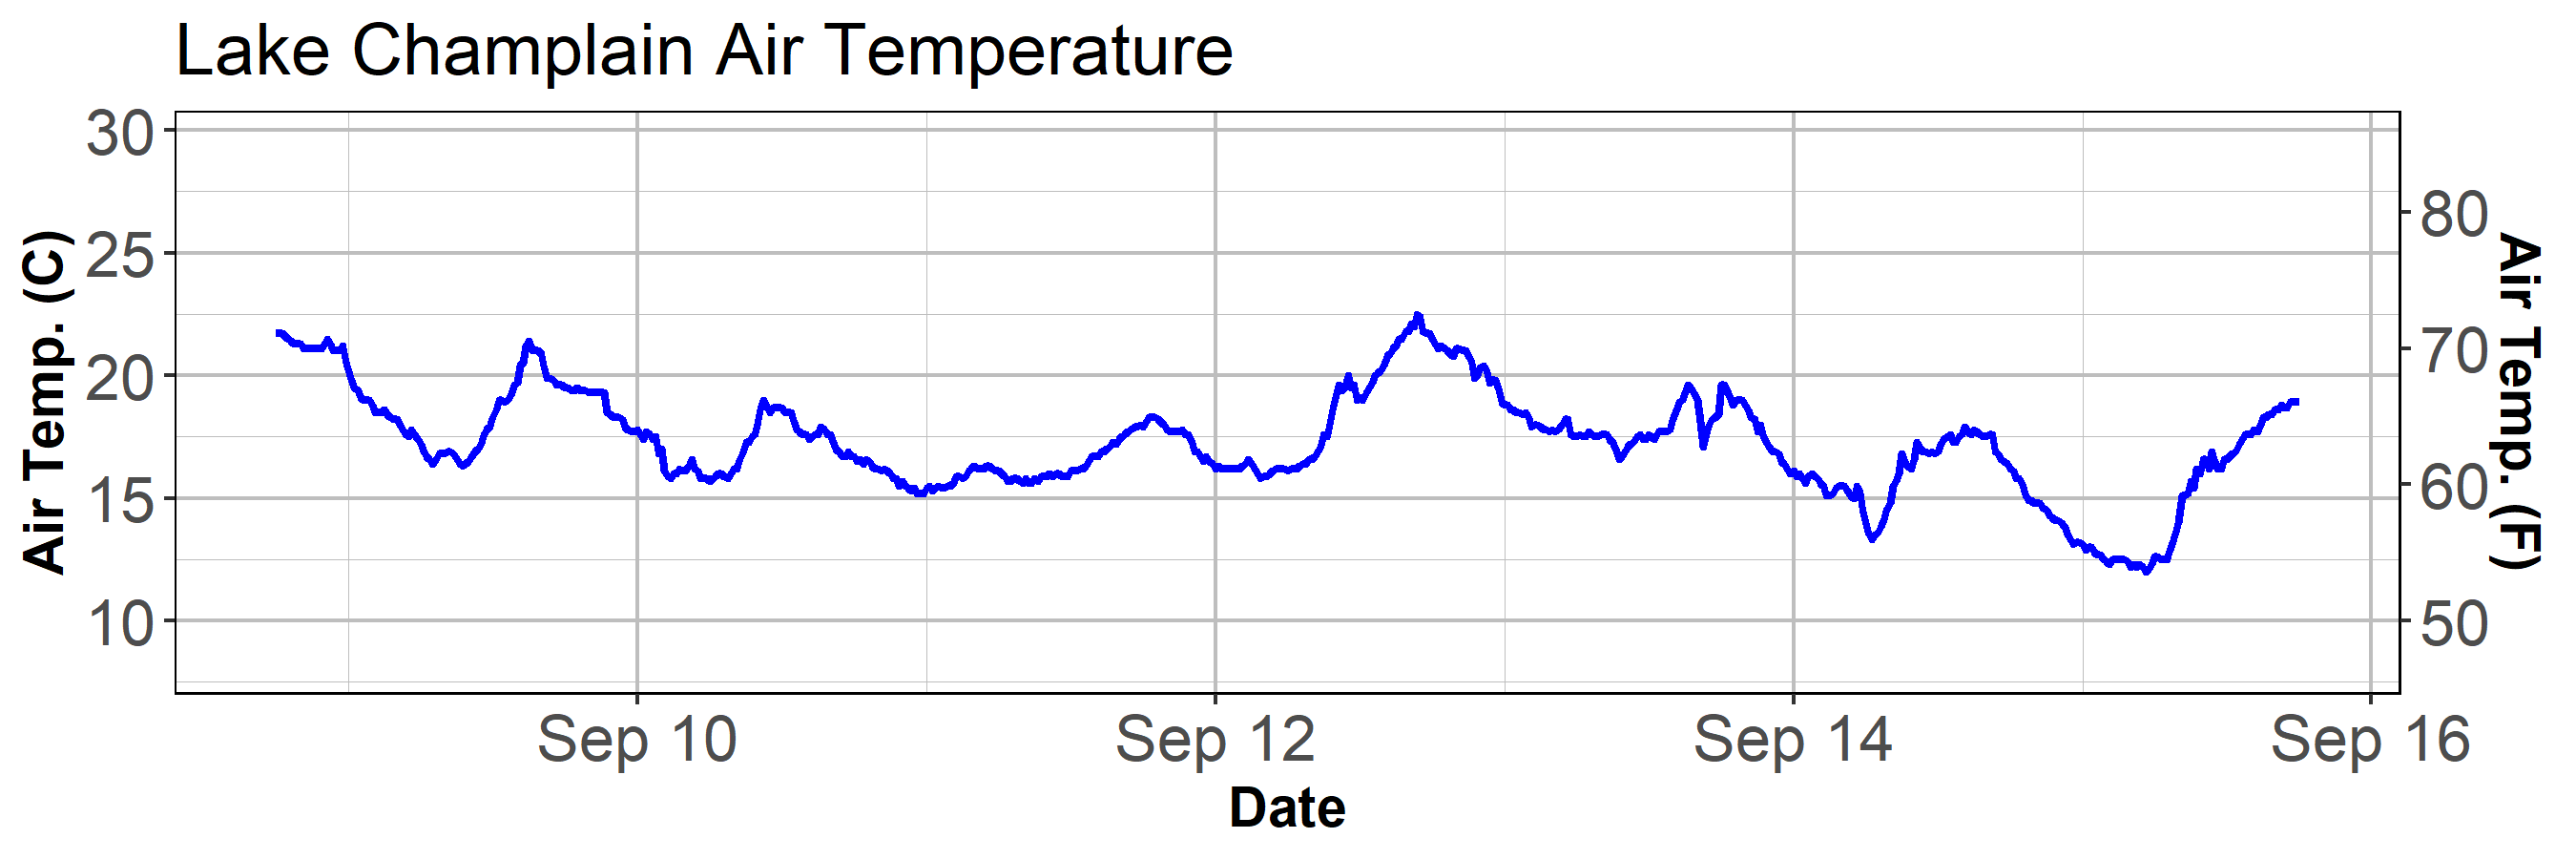 Lake Champlain Air Temperature
30
25
20
15
10
Air Temp. (C)
80
70
60
50
Air Temp. (F)
Sep 10 Sep 12 Sep 14 Sep 16
Date